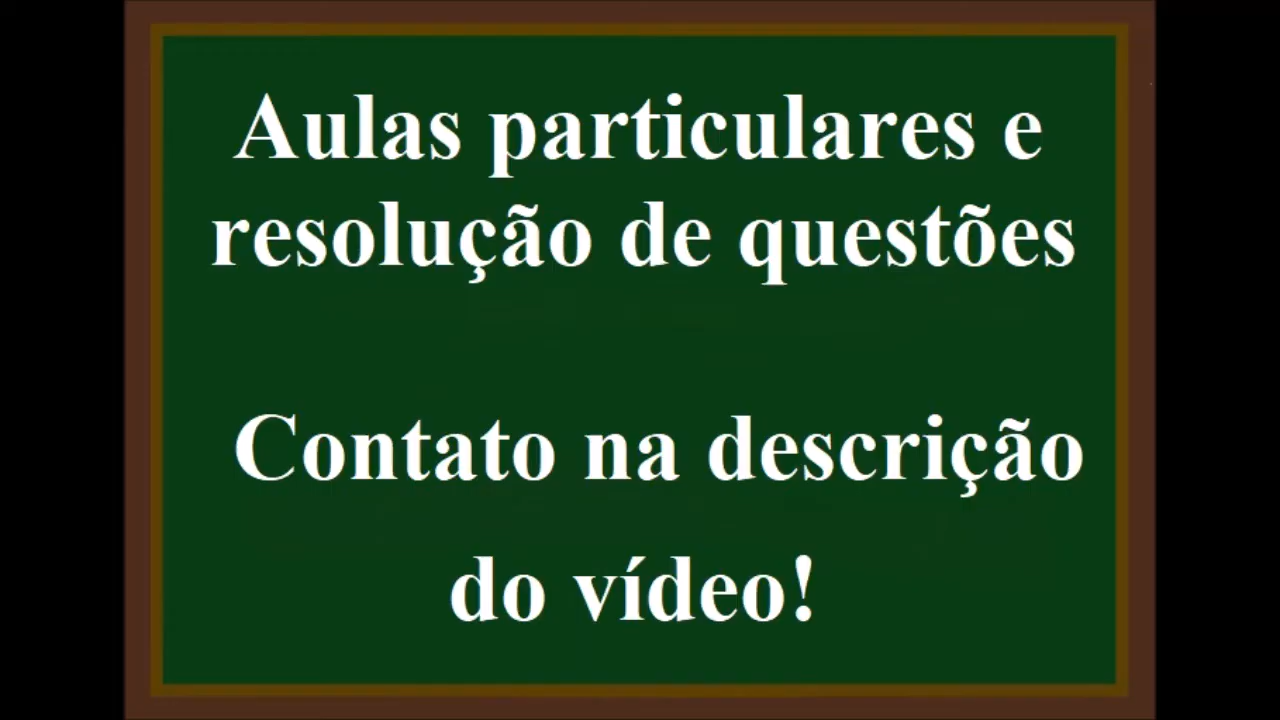 Aulas particulares e
resolução de questões
Contato na descrição
do vídeo!